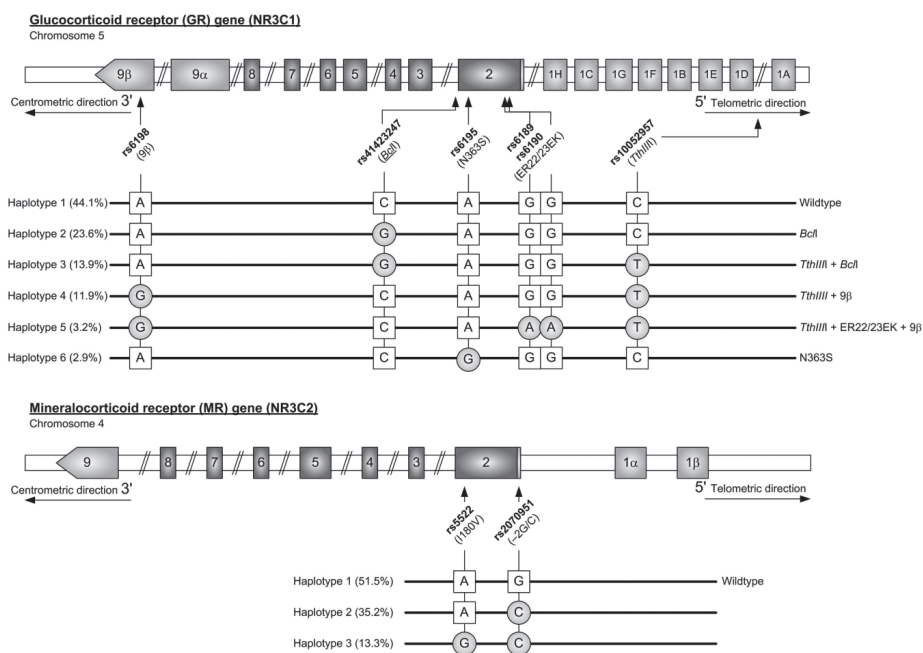 Glucocorticoid receptor (GR) gene (NR3C1)
Chromosome 5
9β 9α 8 7 6 5 4 3 2 1H 1C 1G 1F 1B 1E 1D 1A
Centrometric direction 3' 5' Telometric direction
rs6198
(9β)
rs41423247
(BclI)
rs6195
(N363S)
rs6189
rs6190
(ER22/23EK)
rs10052957
(TthIIII)
Haplotype 1 (44.1%) A C A G G C Wildtype
Haplotype 2 (23.6%) A G A G G C BclI
Haplotype 3 (13.9%) A G A G G T TthIIII + BclI
Haplotype 4 (11.9%) G C A G G T TthIIII + 9β
Haplotype 5 (3.2%) G C A A A T TthIIII + ER22/23EK + 9β
Haplotype 6 (2.9%) A C G G G C N363S
Mineralocorticoid receptor (MR) gene (NR3C2)
Chromosome 4
9 8 7 6 5 4 3 2 1α 1β
Centrometric direction 3' 5' Telometric direction
rs5522
(I180V)
rs2070951
(–2G/C)
Haplotype 1 (51.5%) A G Wildtype
Haplotype 2 (35.2%) A C
Haplotype 3 (13.3%) G C